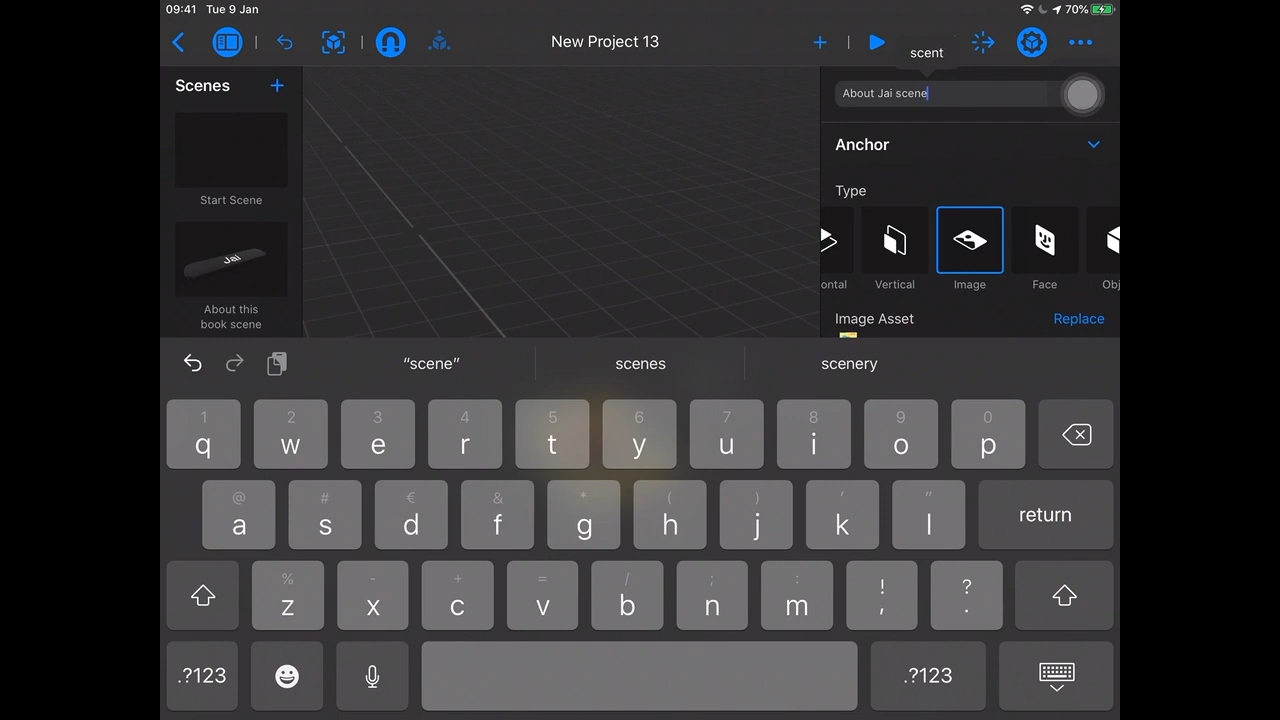 09:41 Tue 9 Jan
70%
New Project 13
scent
Scenes
About Jai scene
Anchor
Type
Start Scene
ontal
Vertical
Image
Face
Obj
Jai
About this
book scene
Image Asset
Replace
“scene”
scenes
scenery
1 2 3 4 5 6 7 8 9 0
q w e r t y u i o p
@ # € & * ( ) ' "
a s d f g h j k l return
% - + = / ; : ! ?
z x c v b n m , .
.?123
.?123